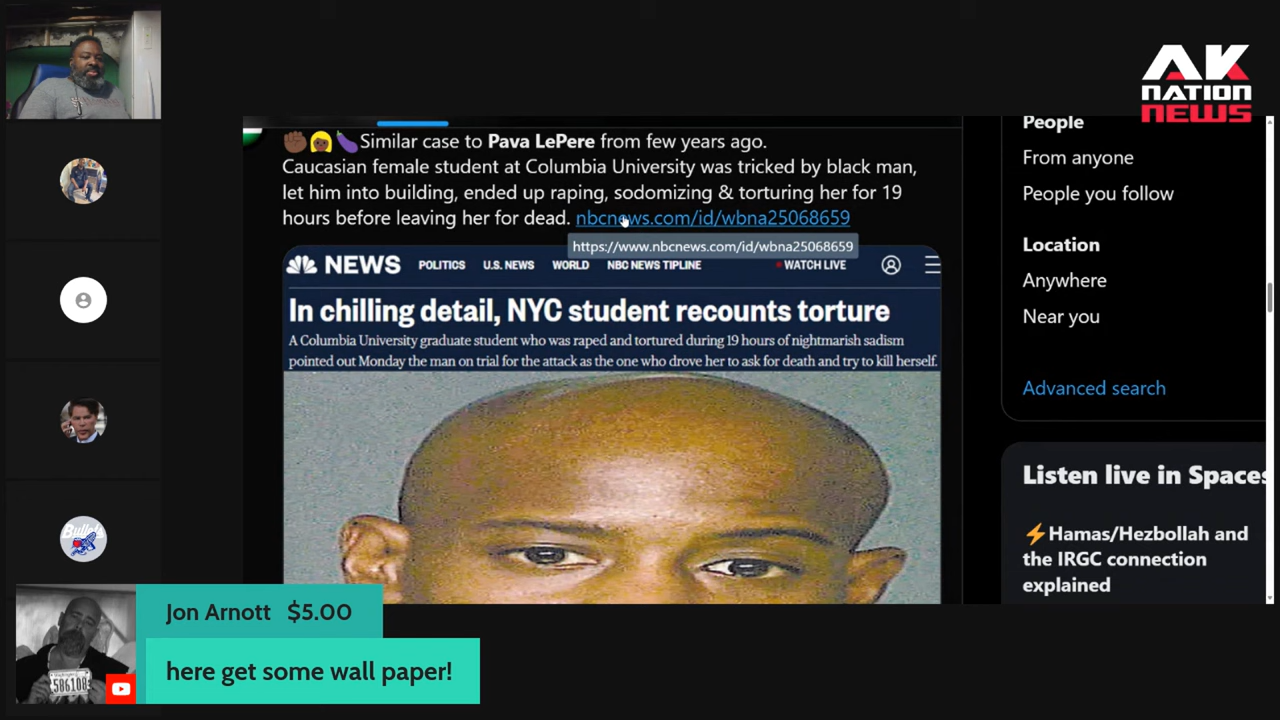 AK
NATION
NEWS
✊🏿👱‍♀️🍆Similar case to Pava LePere from few years ago.
Caucasian female student at Columbia University was tricked by black man,
let him into building, ended up raping, sodomizing & torturing her for 19
hours before leaving her for dead. nbcnews.com/id/wbna25068659
https://www.nbcnews.com/id/wbna25068659
NEWS POLITICS U.S. NEWS WORLD NBC NEWS TIPLINE WATCH LIVE
In chilling detail, NYC student recounts torture
A Columbia University graduate student who was raped and tortured during 19 hours of nightmarish sadism
pointed out Monday the man on trial for the attack as the one who drove her to ask for death and try to kill herself.
People
From anyone
People you follow
Location
Anywhere
Near you
Advanced search
Listen live in Spaces
⚡Hamas/Hezbollah and
the IRGC connection
explained
Bullets
Jon Arnott $5.00
here get some wall paper!